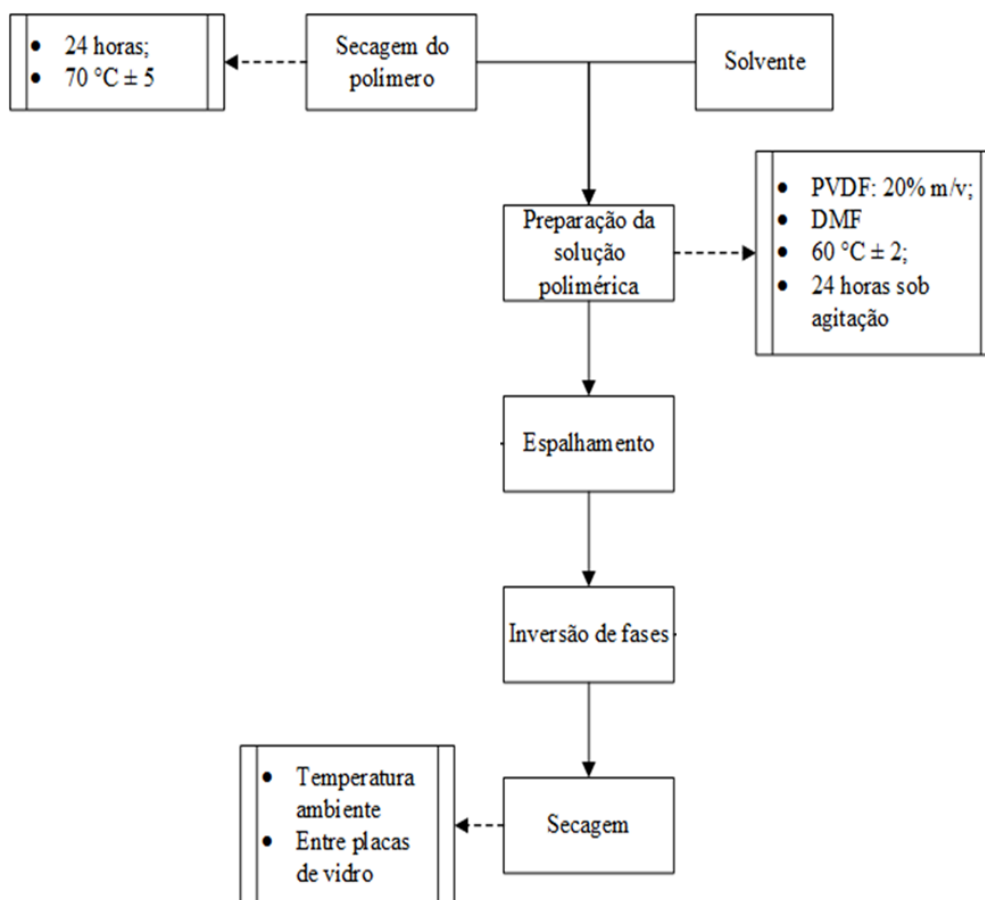 • 24 horas;
• 70 °C ± 5
Secagem do
polímero
Solvente
Preparação da
solução
polimérica
• PVDF: 20% m/v;
• DMF
• 60 °C ± 2;
• 24 horas sob
agitação
Espalhamento
Inversão de fases
• Temperatura
ambiente
• Entre placas
de vidro
Secagem